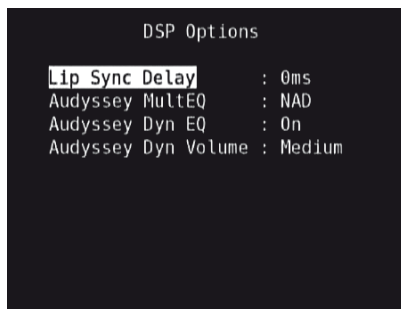 DSP Options
Lip Sync Delay : 0ms
Audyssey MultEQ : NAD
Audyssey Dyn EQ : On
Audyssey Dyn Volume : Medium